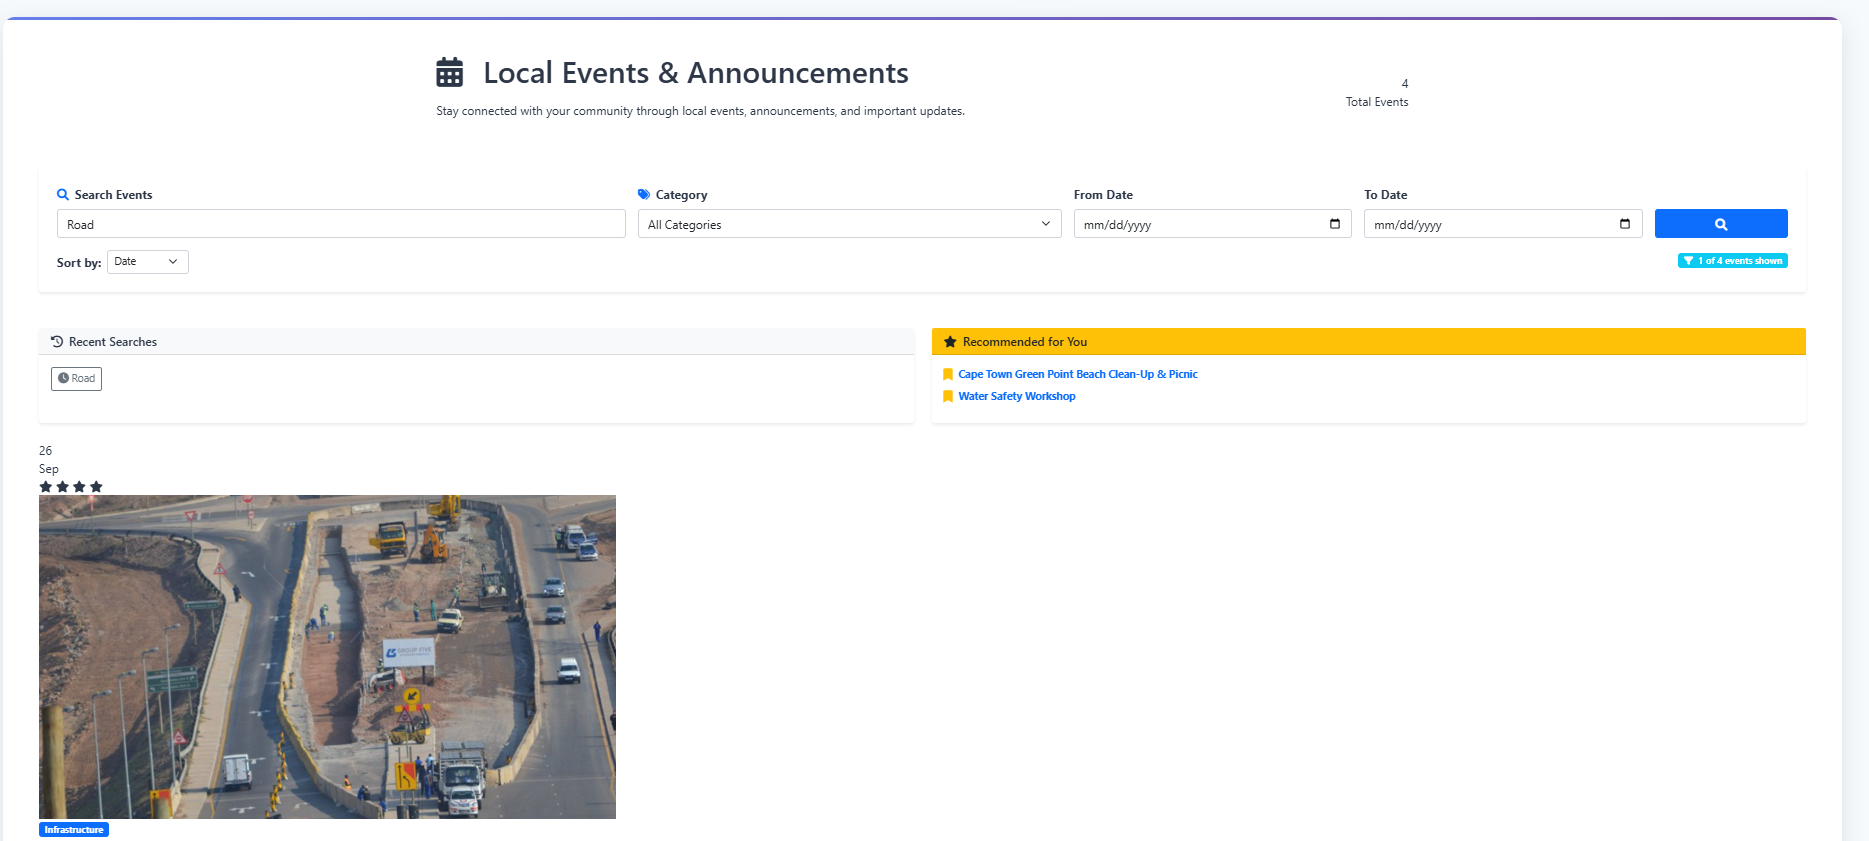 Local Events & Announcements
Stay connected with your community through local events, announcements, and important updates.
4
Total Events
Search Events
Category
From Date
To Date
Road
All Categories
mm/dd/yyyy
mm/dd/yyyy
Sort by:
Date
1 of 4 events shown
Recent Searches
Road
Recommended for You
Cape Town Green Point Beach Clean-Up & Picnic
Water Safety Workshop
26
Sep
GROUP FIVE
Infrastructure